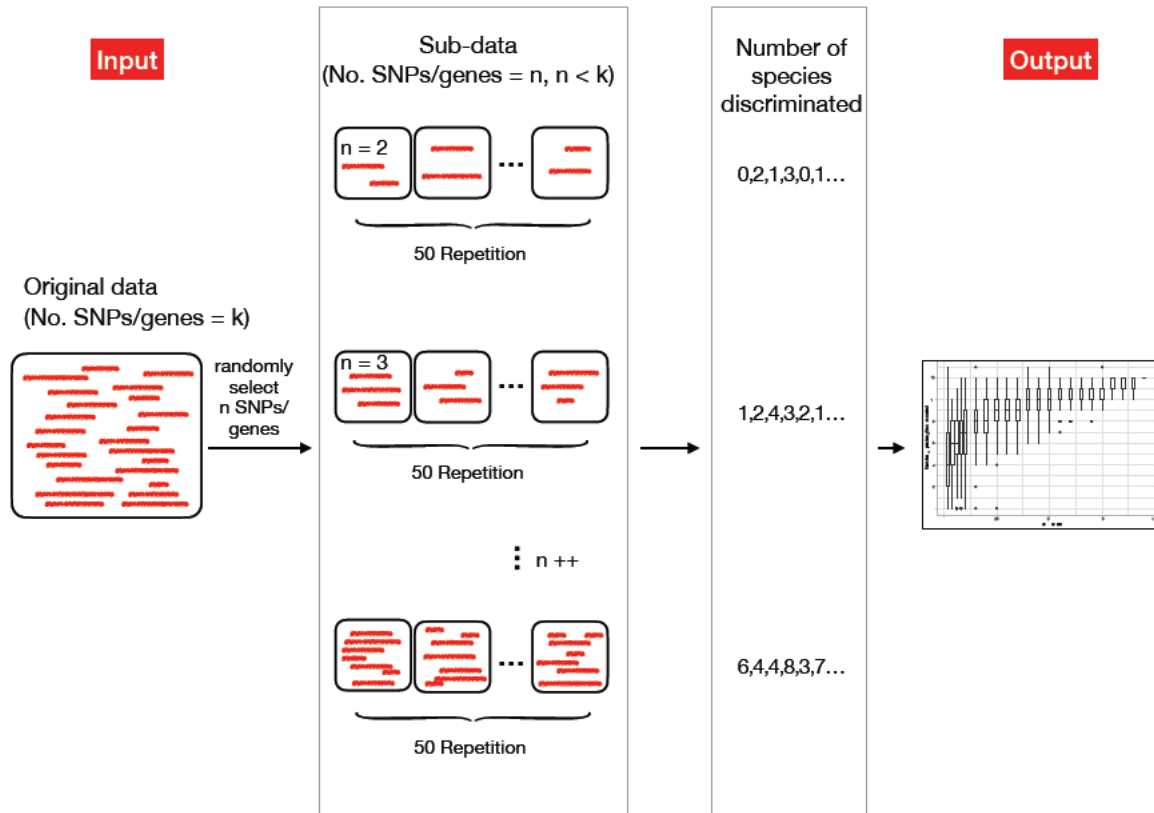 Input
Sub-data
(No. SNPs/genes = n, n < k)
Number of
species
discriminated
Output
n = 2
...
0,2,1,3,0,1...
50 Repetition
Original data
(No. SNPs/genes = k)
randomly
select
n SNPs/
genes
n = 3
...
1,2,4,3,2,1...
50 Repetition
⋮ n ++
...
6,4,4,8,3,7...
50 Repetition